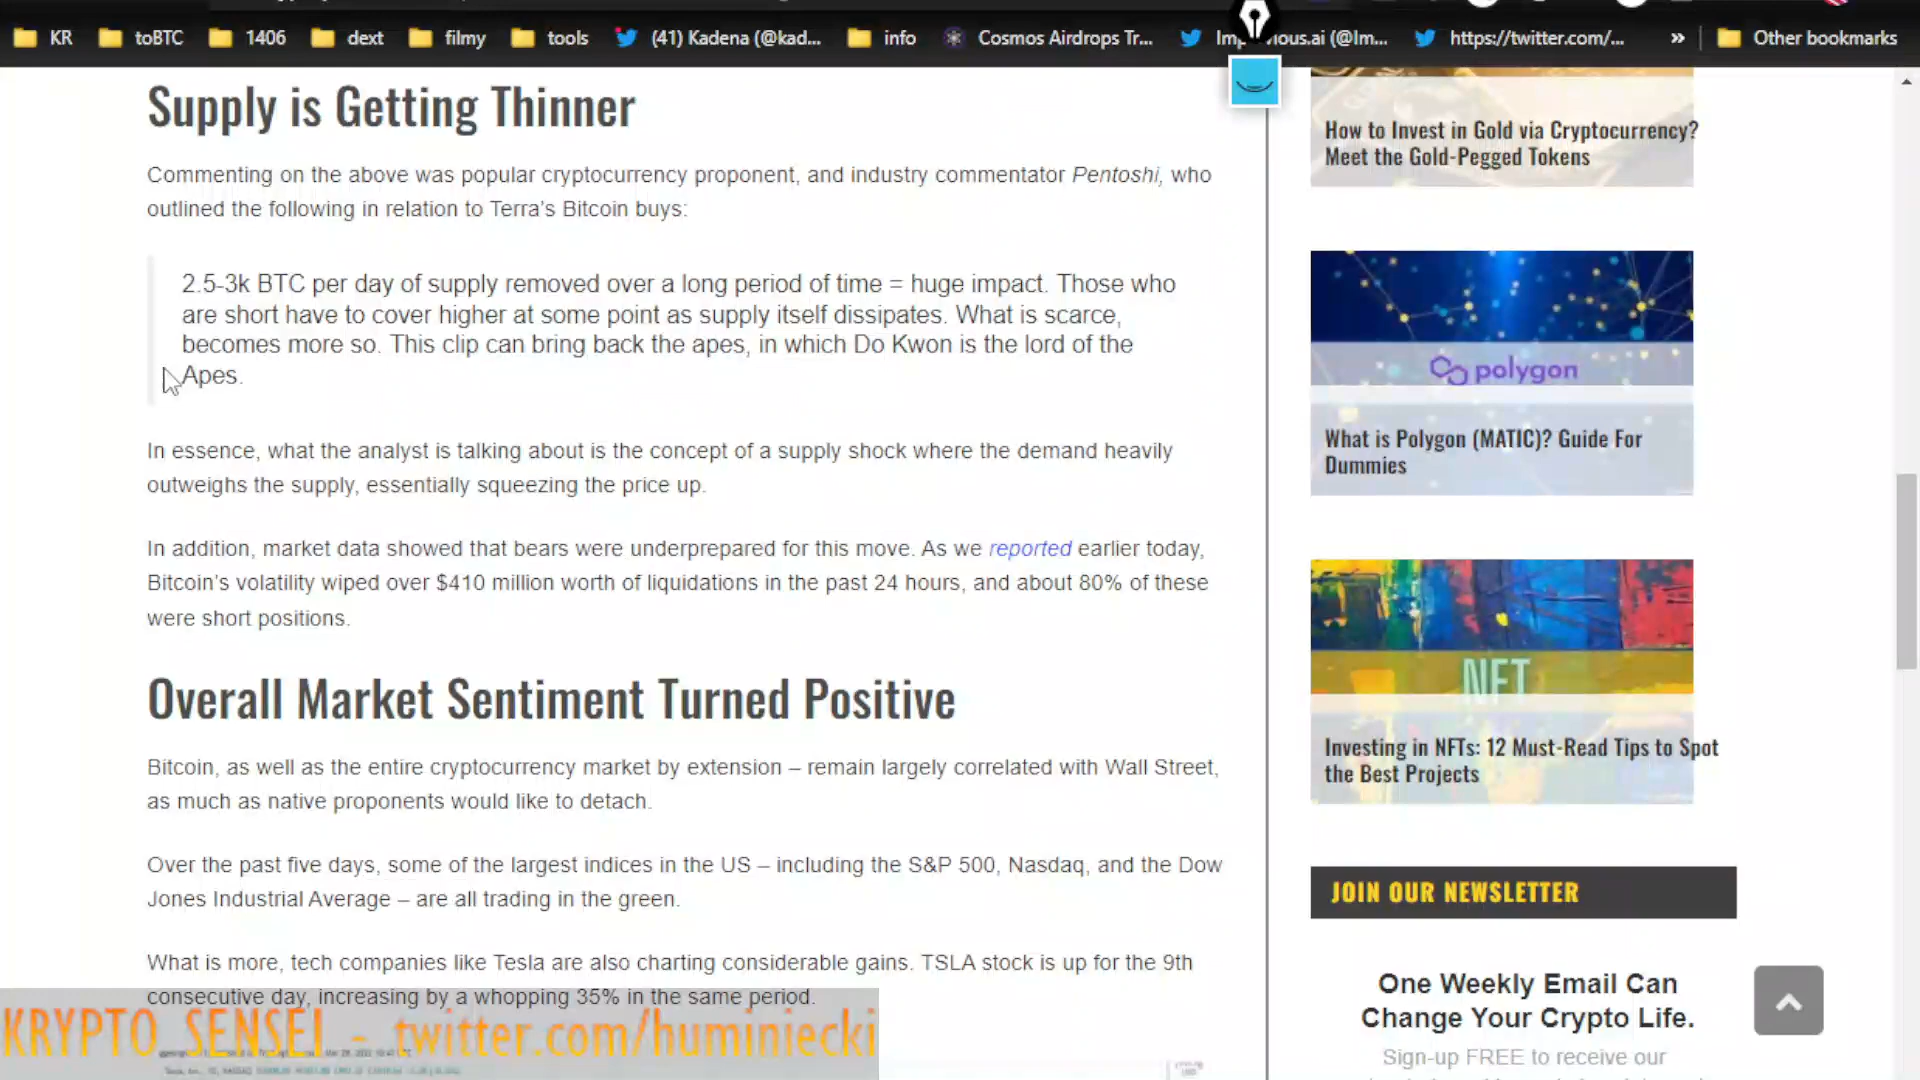 KR
toBTC
1406
dext
filmy
tools
(41) Kadena (@kad...
info
Cosmos Airdrops Tr...
(@Im...
https://twitter.com/...
»
Other bookmarks
Supply is Getting Thinner
Commenting on the above was popular cryptocurrency proponent, and industry commentator Pentoshi, who
outlined the following in relation to Terra's Bitcoin buys:
2.5-3k BTC per day of supply removed over a long period of time = huge impact. Those who
are short have to cover higher at some point as supply itself dissipates. What is scarce,
becomes more so. This clip can bring back the apes, in which Do Kwon is the lord of the
Apes.
In essence, what the analyst is talking about is the concept of a supply shock where the demand heavily
outweighs the supply, essentially squeezing the price up.
In addition, market data showed that bears were underprepared for this move. As we reported earlier today,
Bitcoin's volatility wiped over $410 million worth of liquidations in the past 24 hours, and about 80% of these
were short positions.
Overall Market Sentiment Turned Positive
Bitcoin, as well as the entire cryptocurrency market by extension – remain largely correlated with Wall Street,
as much as native proponents would like to detach.
Over the past five days, some of the largest indices in the US – including the S&P 500, Nasdaq, and the Dow
Jones Industrial Average – are all trading in the green.
What is more, tech companies like Tesla are also charting considerable gains. TSLA stock is up for the 9th
consecutive day, increasing by a whopping 35% in the same period.
KRYPTO_SENSEI - twitter.com/huminiecki
How to Invest in Gold via Cryptocurrency?
Meet the Gold-Pegged Tokens
polygon
What is Polygon (MATIC)? Guide For
Dummies
NFT
Investing in NFTs: 12 Must-Read Tips to Spot
the Best Projects
JOIN OUR NEWSLETTER
One Weekly Email Can
Change Your Crypto Life.
Sign-up FREE to receive our